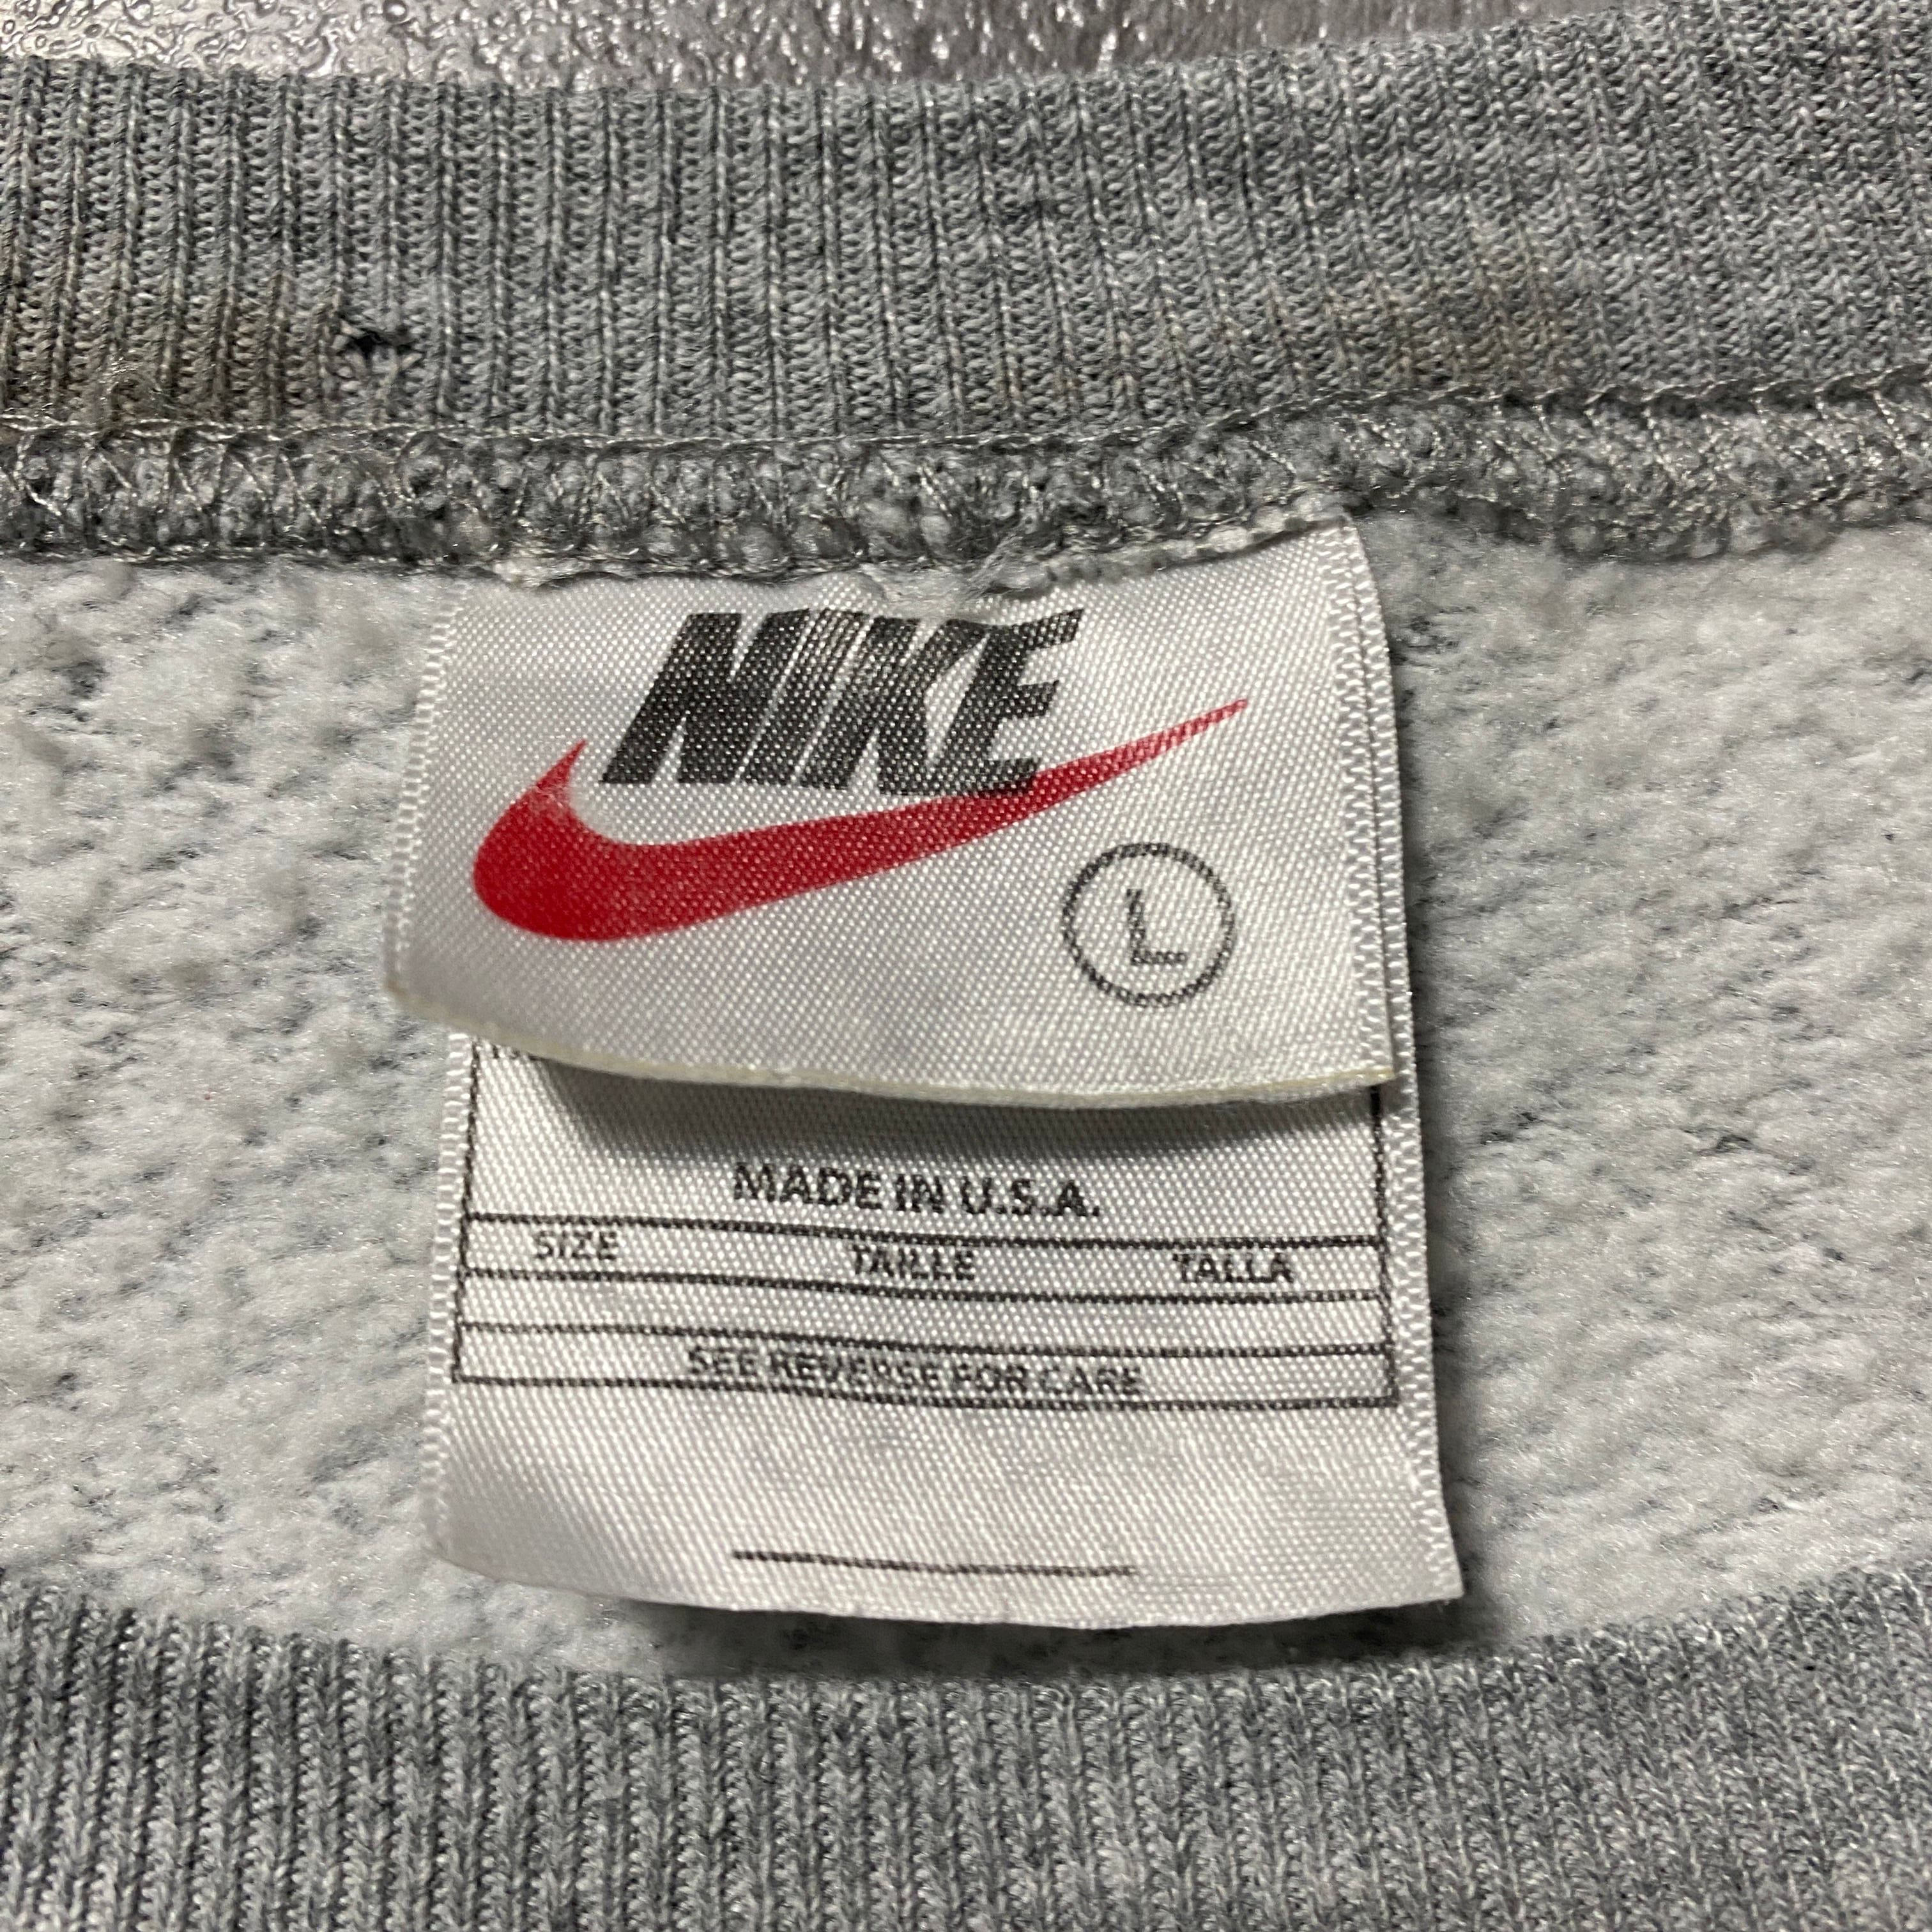 NIKE
L
MADE IN U.S.A.
SIZE TAILLE TALLA
SEE REVERSE FOR CARE